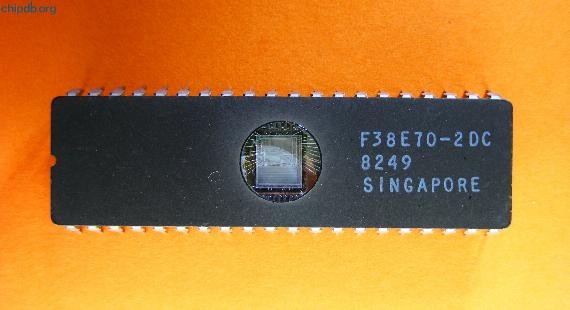 chipdb.org
F38E70-2DC
8249
SINGAPORE